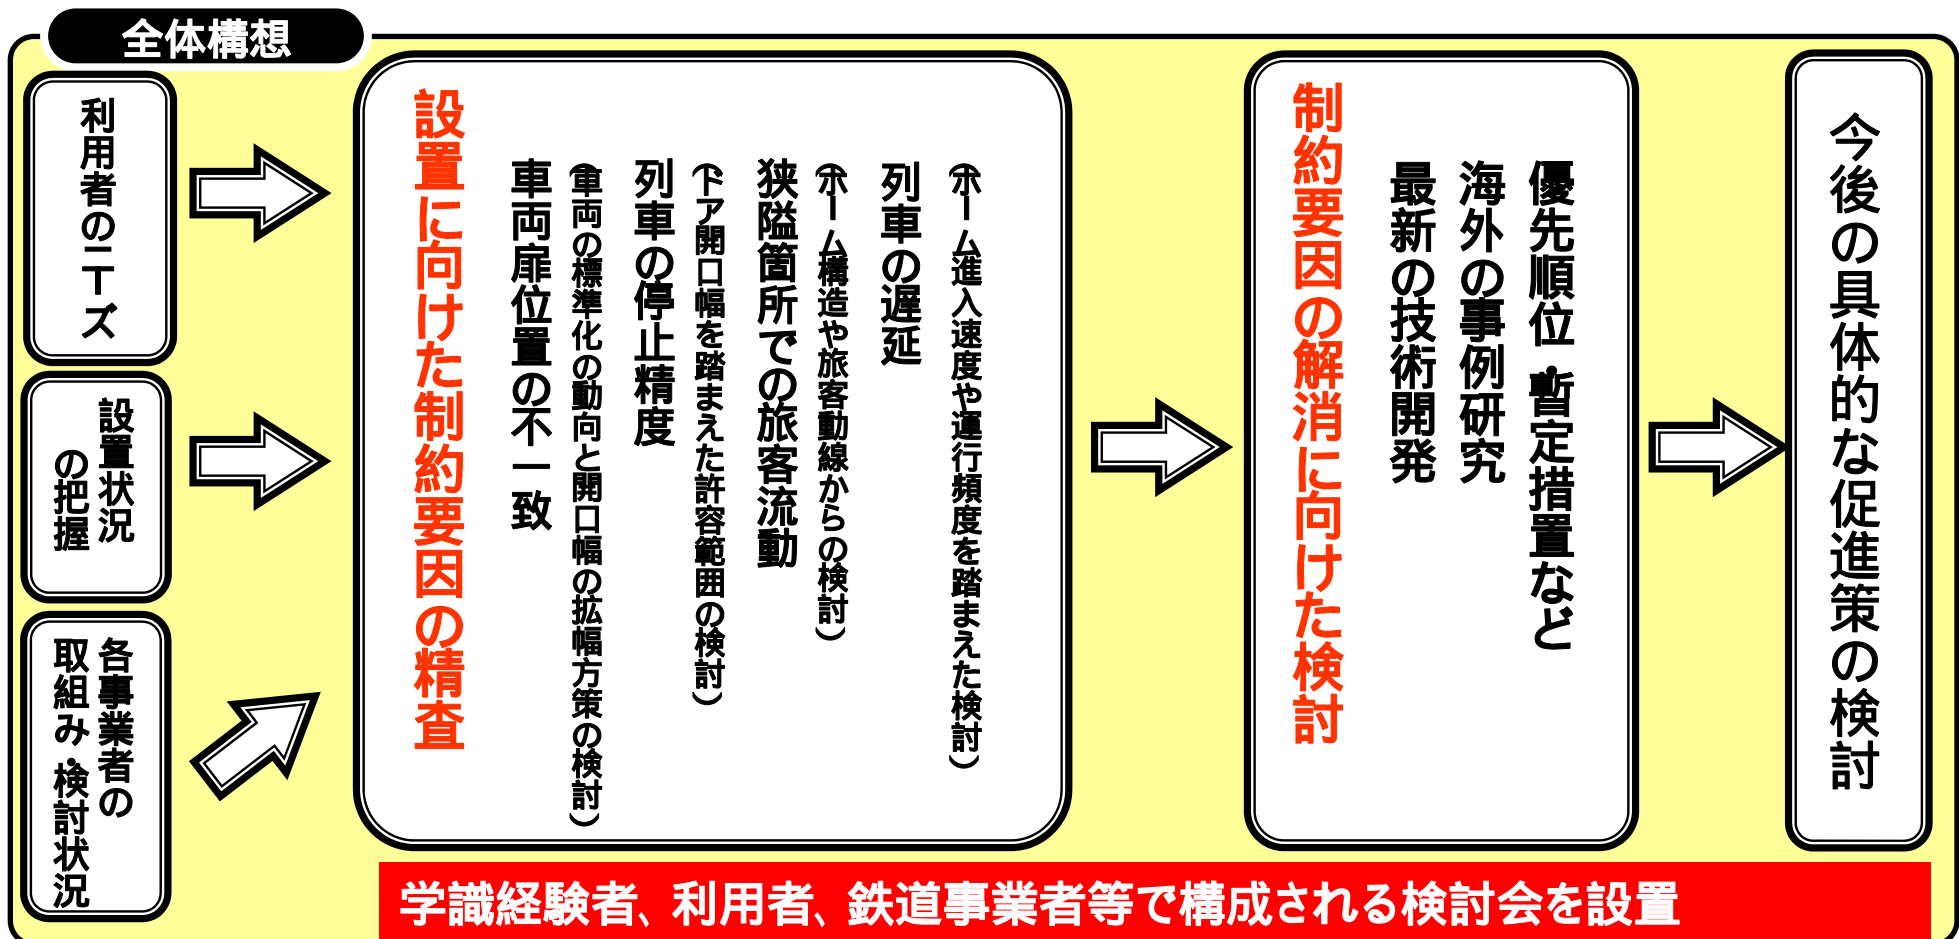 全体構想
利用者のニーズ
設置状況
の把握
各事業者の
取組み・検討状況
設置に向けた制約要因の精査
車両扉位置の不一致
（車両の標準化の動向と開口幅の拡幅方策の検討）
列車の停止精度
（ドア開口幅を踏まえた許容範囲の検討）
狭隘箇所での旅客流動
（ホーム構造や旅客動線からの検討）
列車の遅延
（ホーム進入速度や運行頻度を踏まえた検討）
制約要因の解消に向けた検討
最新の技術開発
海外の事例研究
優先順位・暫定措置など
今後の具体的な促進策の検討
学識経験者、利用者、鉄道事業者等で構成される検討会を設置